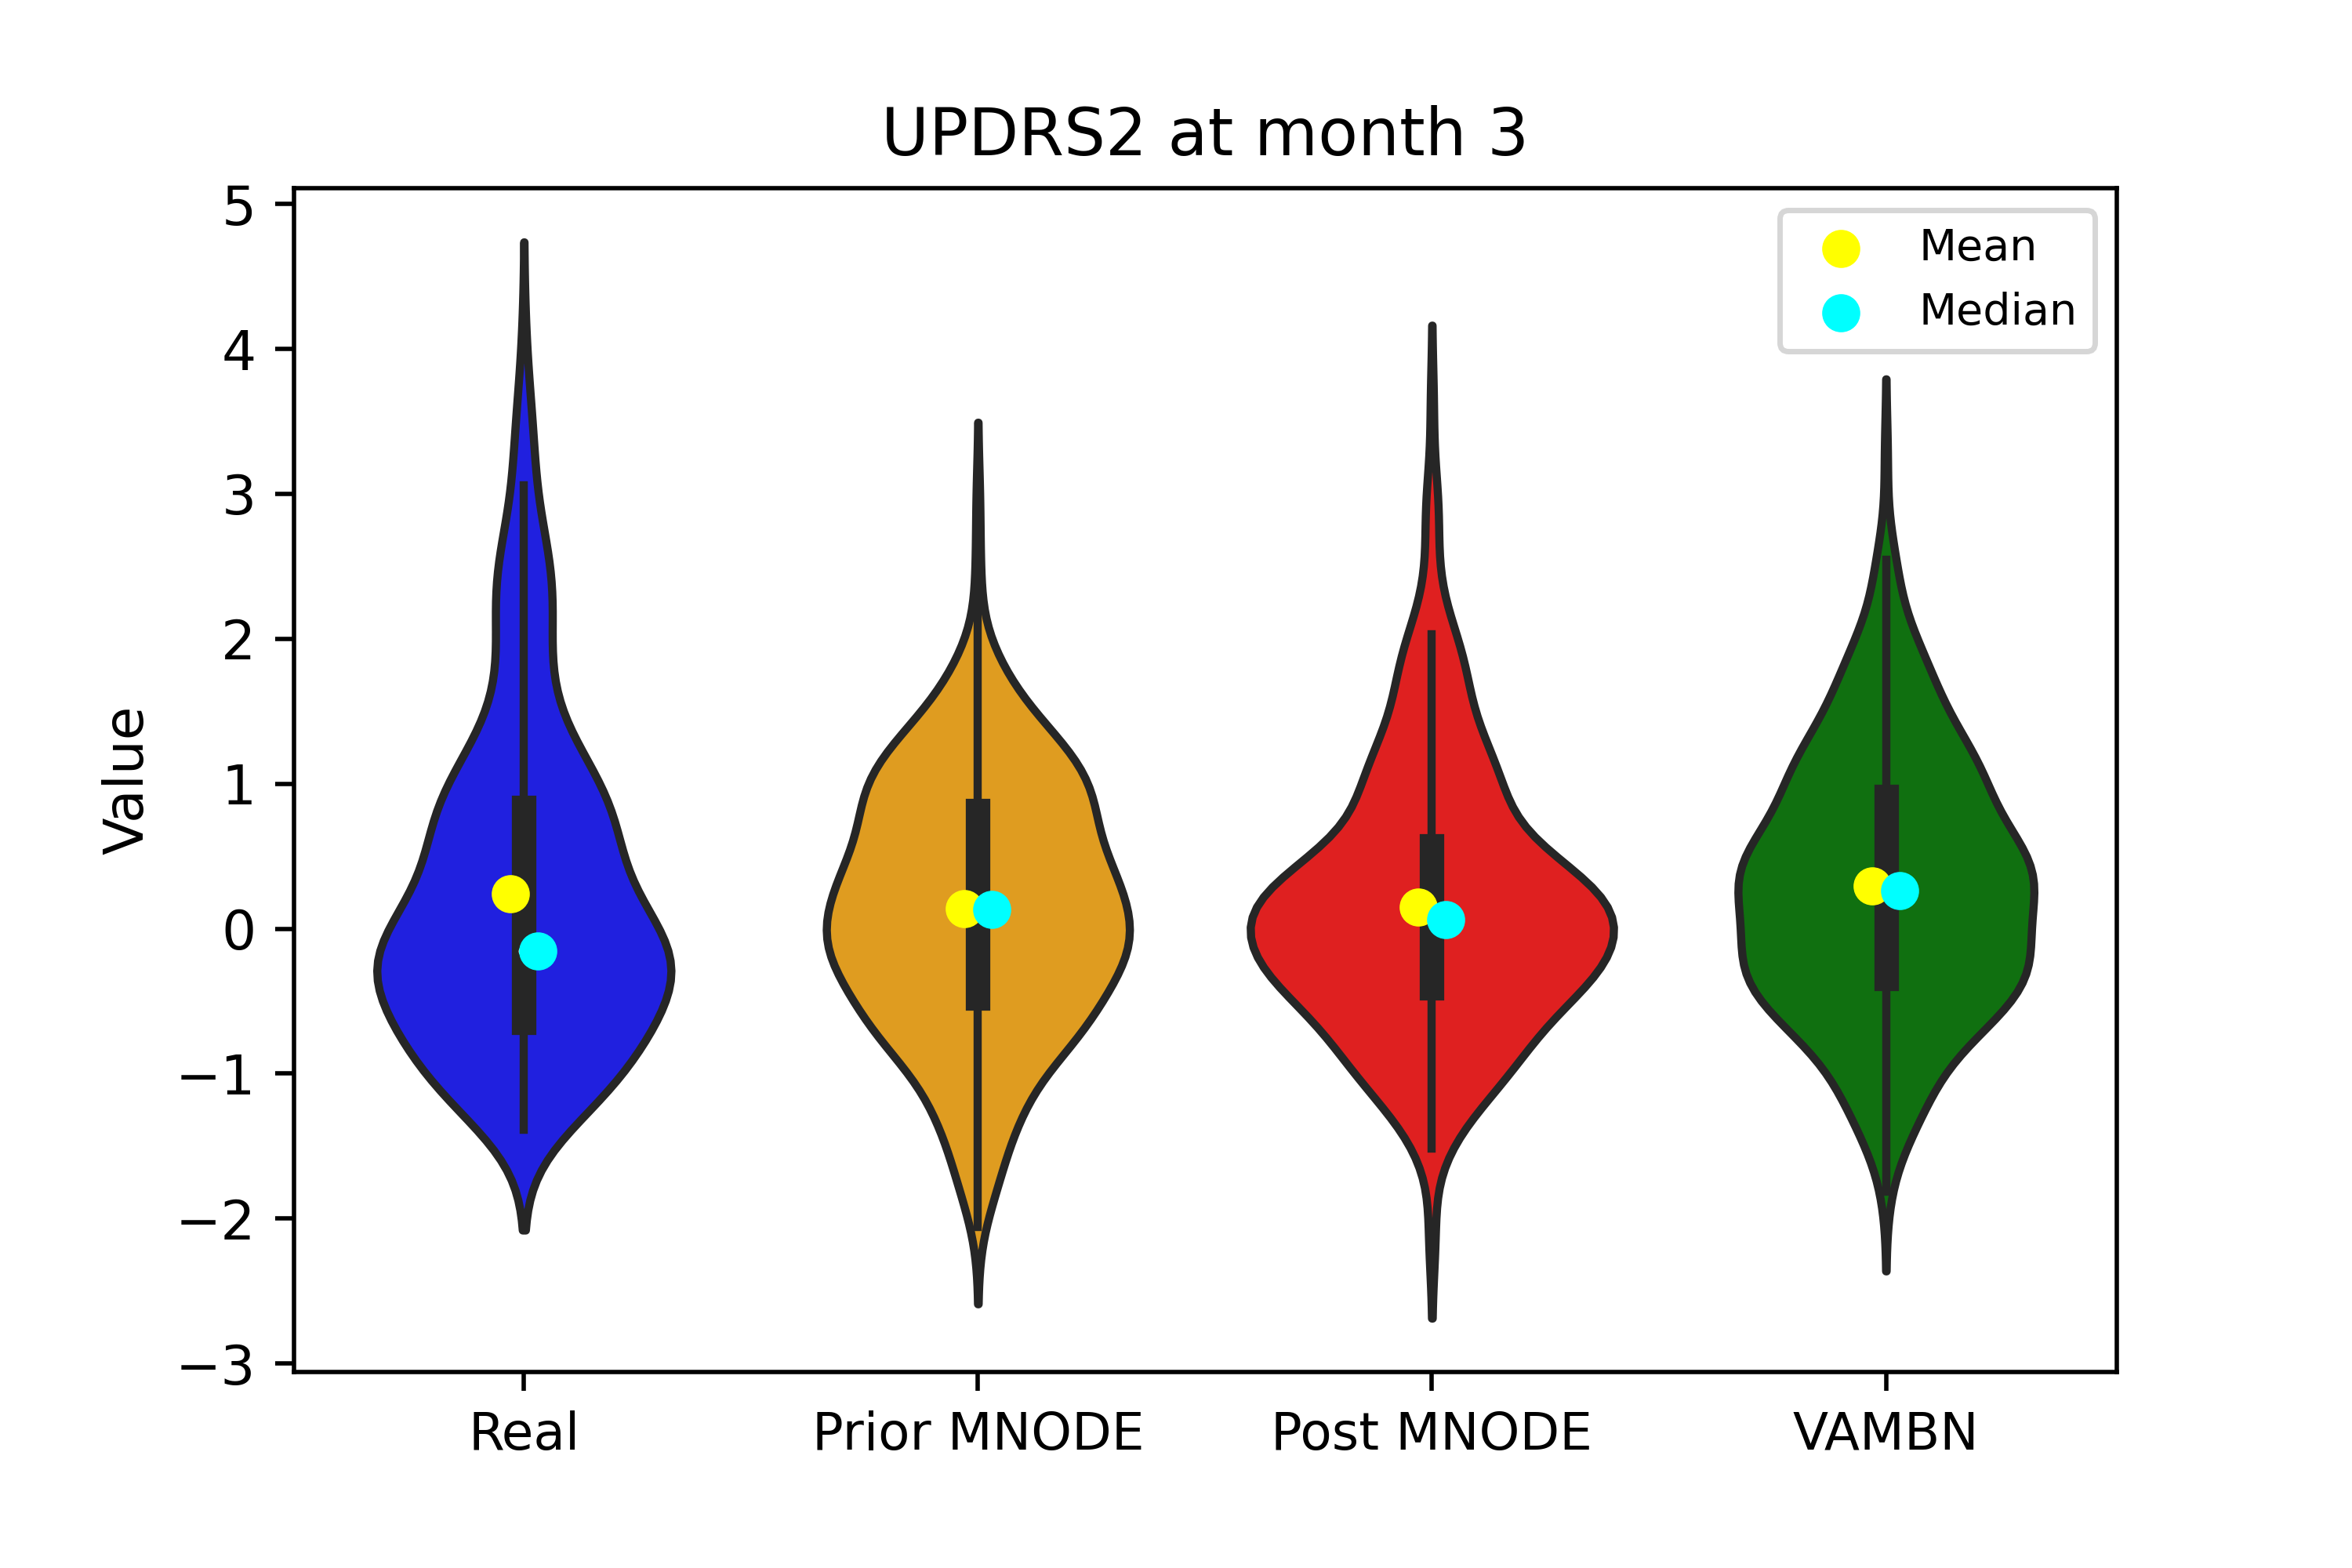 UPDRS2 at month 3
5
4
3
2
1
0
−1
−2
−3
Value
Mean
Median
Real
Prior MNODE
Post MNODE
VAMBN